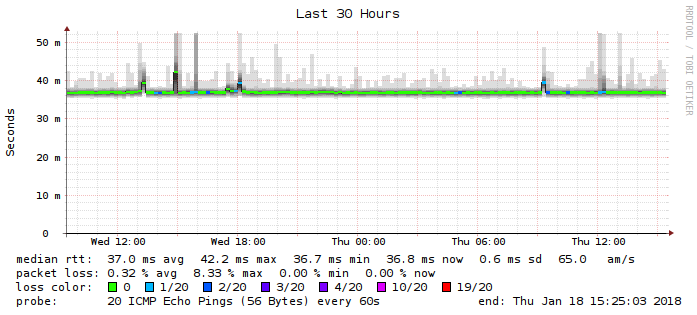 Last 30 Hours
RRDTOOL / TOBI OETIKER
Seconds
50 m
40 m
30 m
20 m
10 m
0
Wed 12:00 Wed 18:00 Thu 00:00 Thu 06:00 Thu 12:00
median rtt: 37.0 ms avg 42.2 ms max 36.7 ms min 36.8 ms now 0.6 ms sd 65.0 am/s
packet loss: 0.32 % avg 8.33 % max 0.00 % min 0.00 % now
loss color: 0 1/20 2/20 3/20 4/20 10/20 19/20
probe: 20 ICMP Echo Pings (56 Bytes) every 60s end: Thu Jan 18 15:25:03 2018